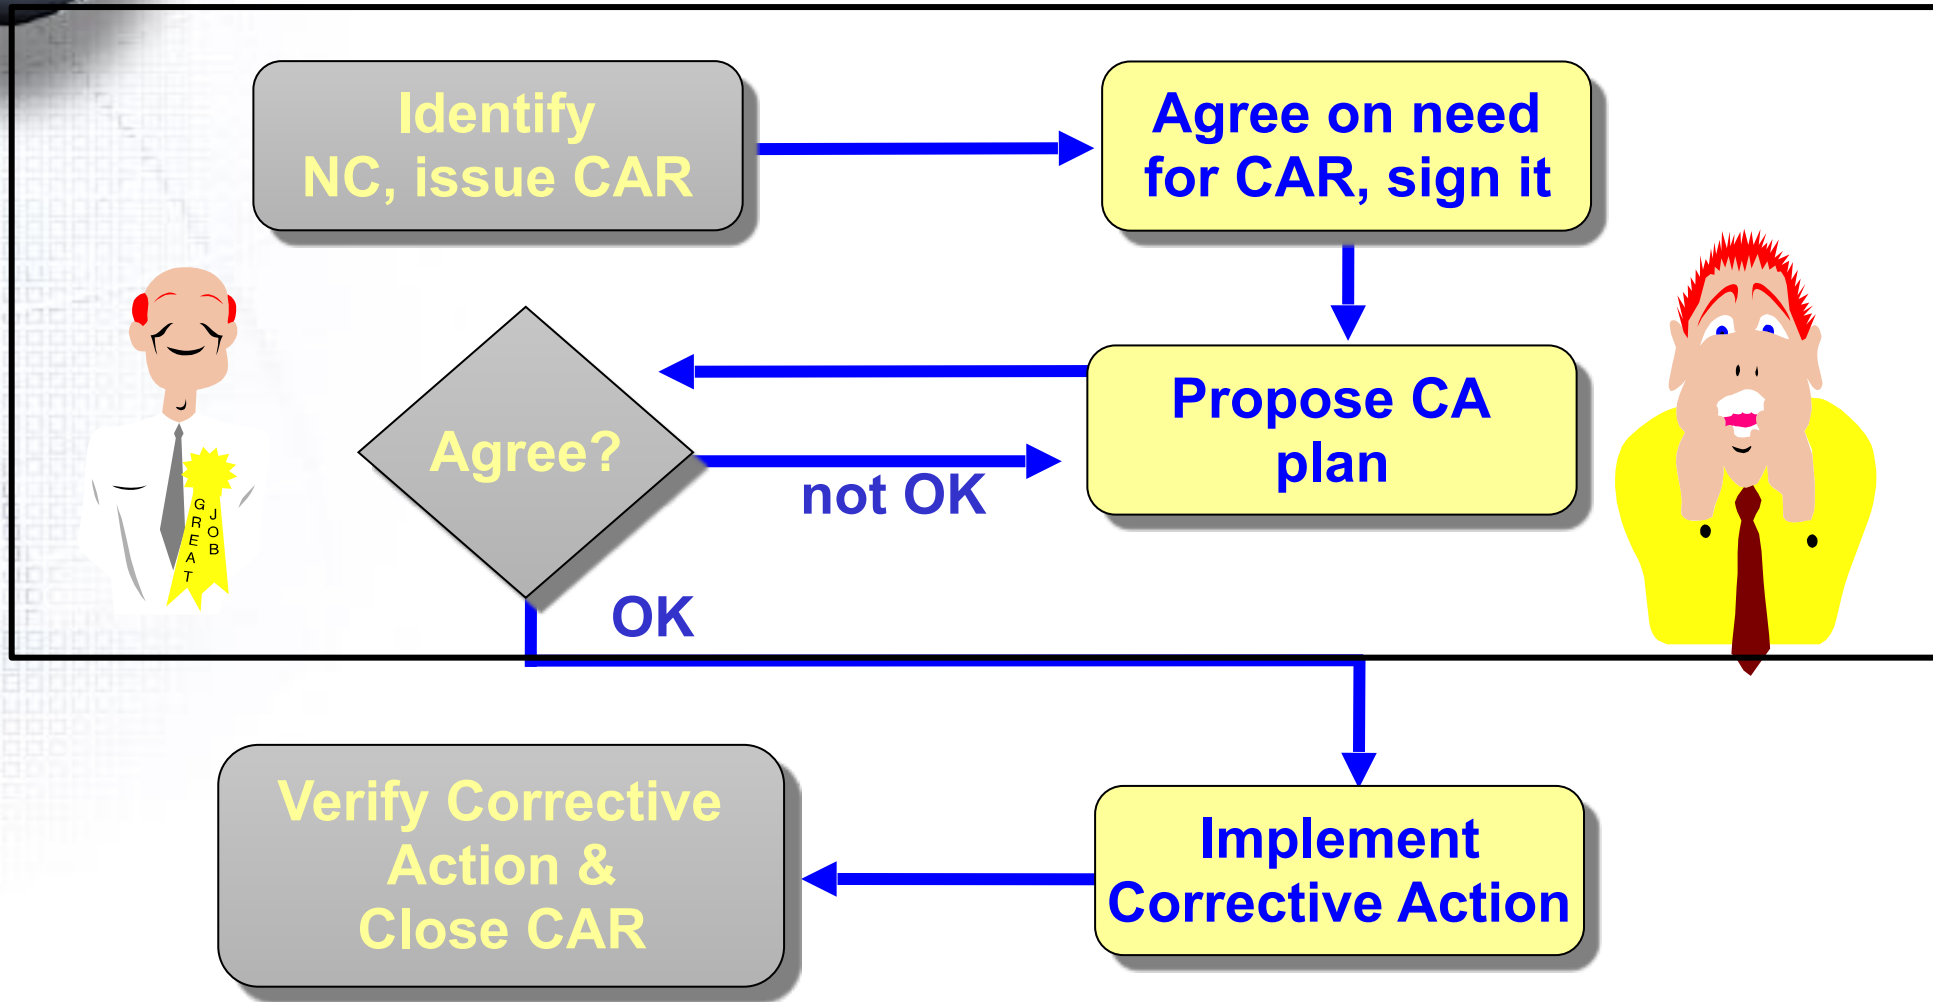 Identify
NC, issue CAR
Agree on need
for CAR, sign it
GREAT
JOB
Agree?
Propose CA
plan
not OK
OK
Verify Corrective
Action &
Close CAR
Implement
Corrective Action